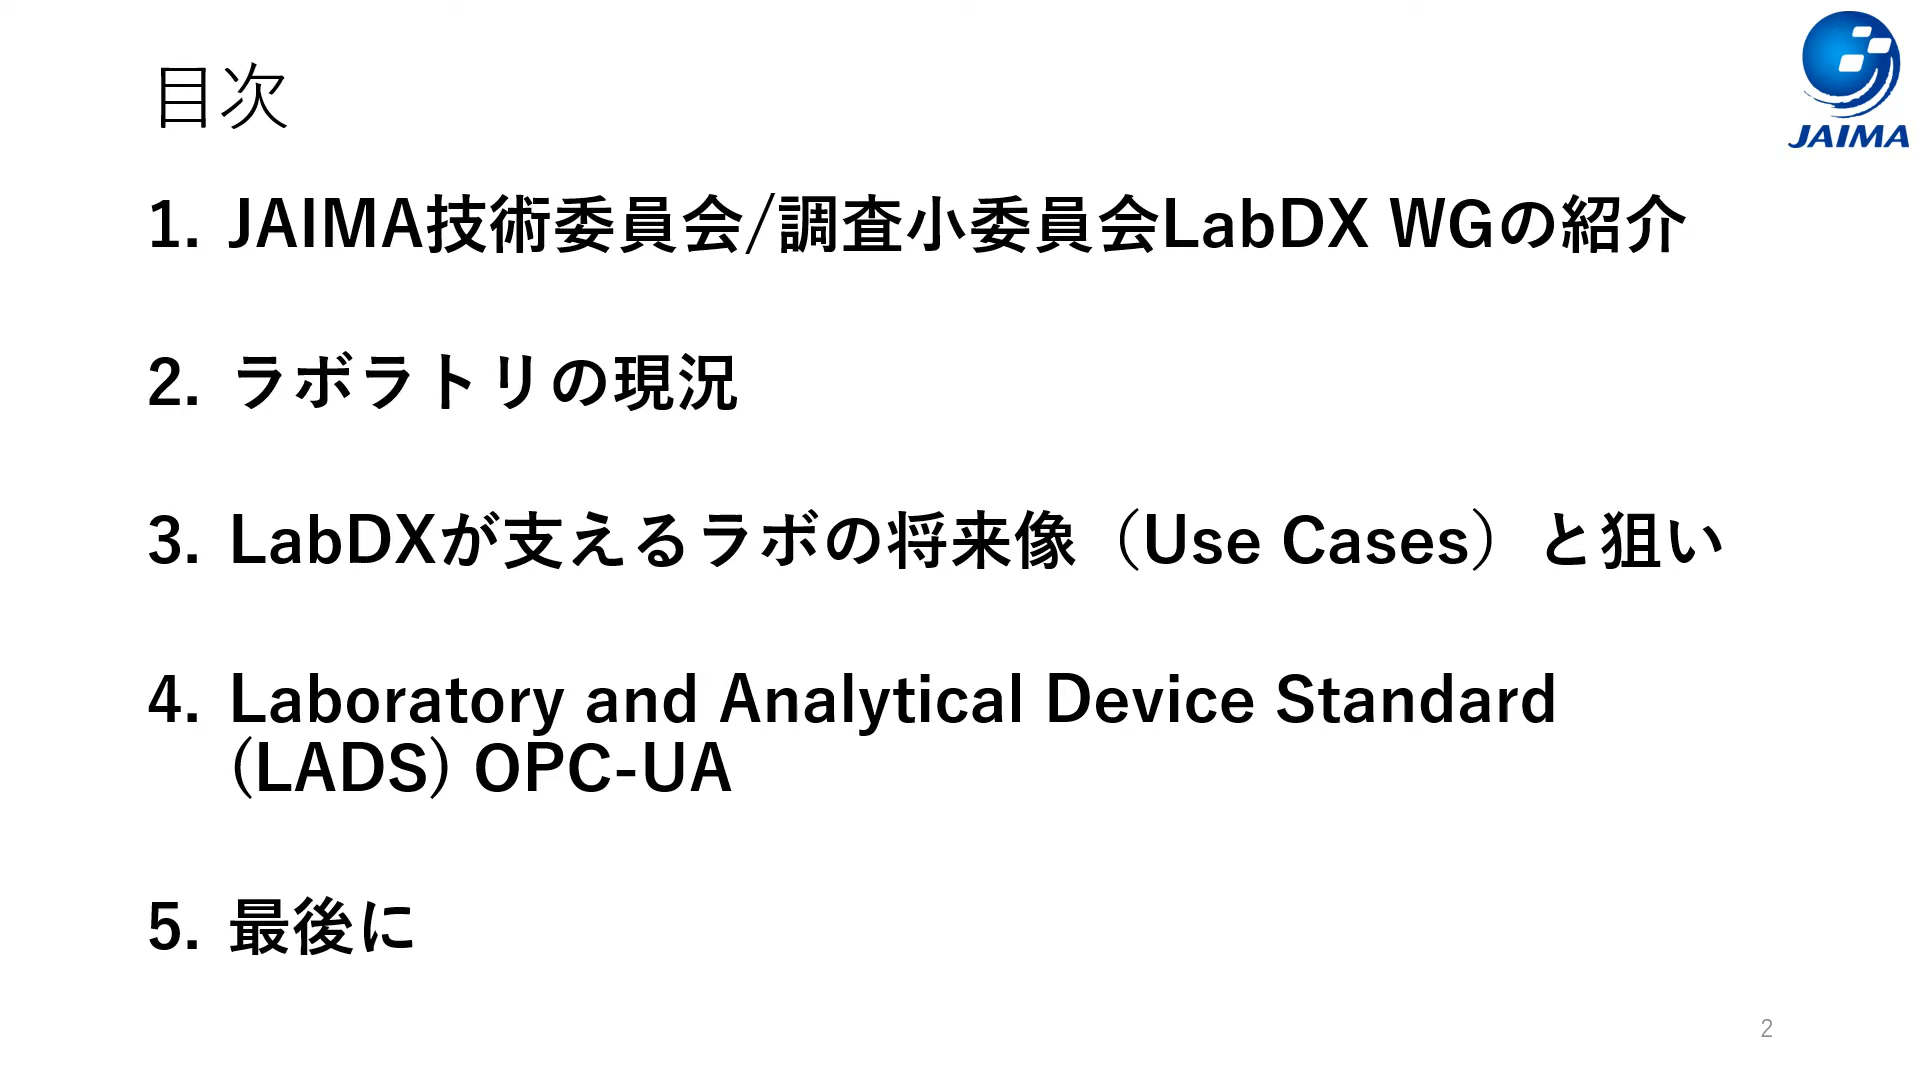 目次
JAIMA
1. JAIMA技術委員会/調査小委員会LabDX WGの紹介
2. ラボラトリの現況
3. LabDXが支えるラボの将来像（Use Cases）と狙い
4. Laboratory and Analytical Device Standard
(LADS) OPC-UA
5. 最後に
2